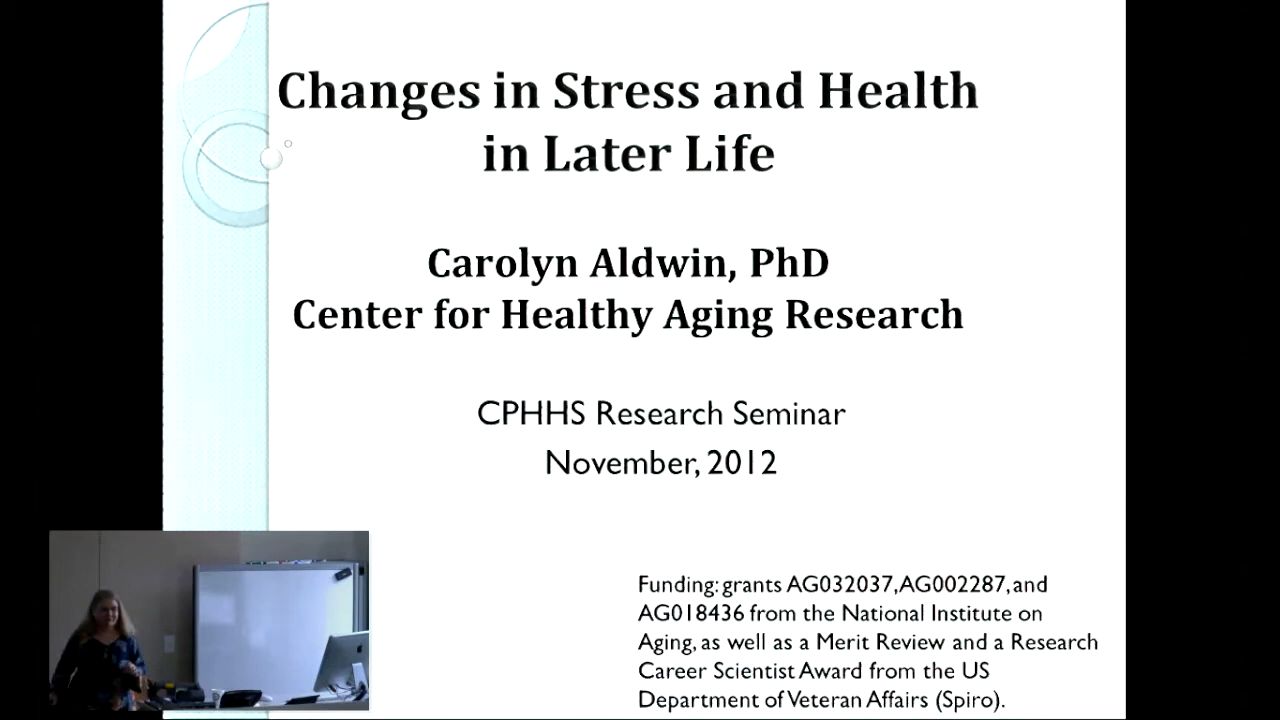 Changes in Stress and Health
in Later Life
Carolyn Aldwin, PhD
Center for Healthy Aging Research
CPHHS Research Seminar
November, 2012
Funding: grants AG032037, AG002287, and
AG018436 from the National Institute on
Aging, as well as a Merit Review and a Research
Career Scientist Award from the US
Department of Veteran Affairs (Spiro).